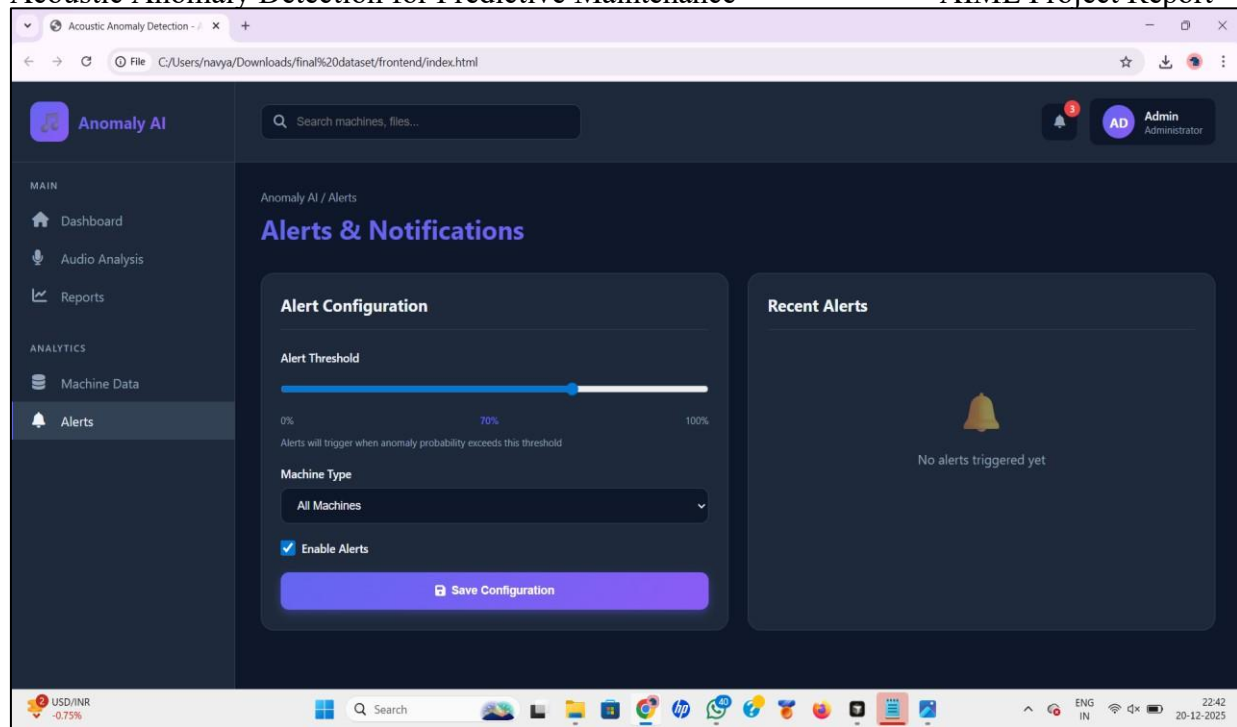 Acoustic Anomaly Detection for Predictive Maintenance AIML Project Report
Acoustic Anomaly Detection - A
File C:/Users/navya/Downloads/final%20dataset/frontend/index.html
Anomaly AI
Search machines, files...
3
AD
Admin
Administrator
MAIN
Dashboard
Audio Analysis
Reports
ANALYTICS
Machine Data
Alerts
Anomaly AI / Alerts
Alerts & Notifications
Alert Configuration
Alert Threshold
0% 70% 100%
Alerts will trigger when anomaly probability exceeds this threshold
Machine Type
All Machines
Enable Alerts
Save Configuration
Recent Alerts
No alerts triggered yet
2
USD/INR
-0.75%
Search
hp
40
ENG
IN
22:42
20-12-2025